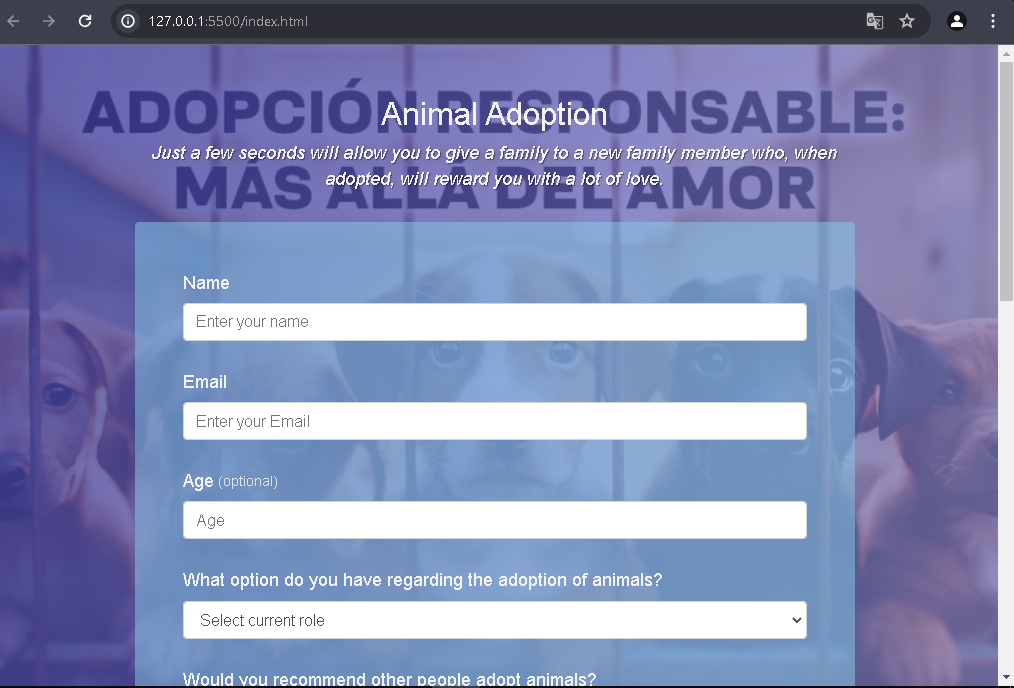 127.0.0.1:5500/index.html
ADOPCIÓN RESPONSABLE:
Animal Adoption
Just a few seconds will allow you to give a family to a new family member who, when
adopted, will reward you with a lot of love.
MÁS ALLÁ DEL AMOR
Name
Enter your name
Email
Enter your Email
Age (optional)
Age
What option do you have regarding the adoption of animals?
Select current role
Would you recommend other people adopt animals?